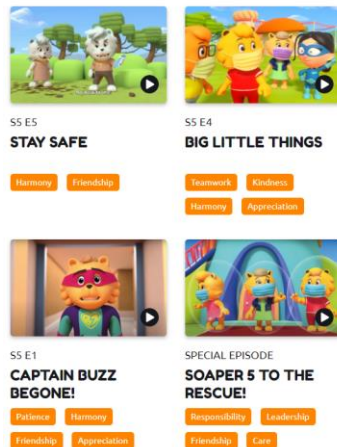 S5 E5
STAY SAFE
Harmony Friendship
S5 E4
BIG LITTLE THINGS
Teamwork Kindness
Harmony Appreciation
S5 E1
CAPTAIN BUZZ
BEGONE!
Patience Harmony
Friendship Appreciation
SPECIAL EPISODE
SOAPER 5 TO THE
RESCUE!
Responsibility Leadership
Friendship Care